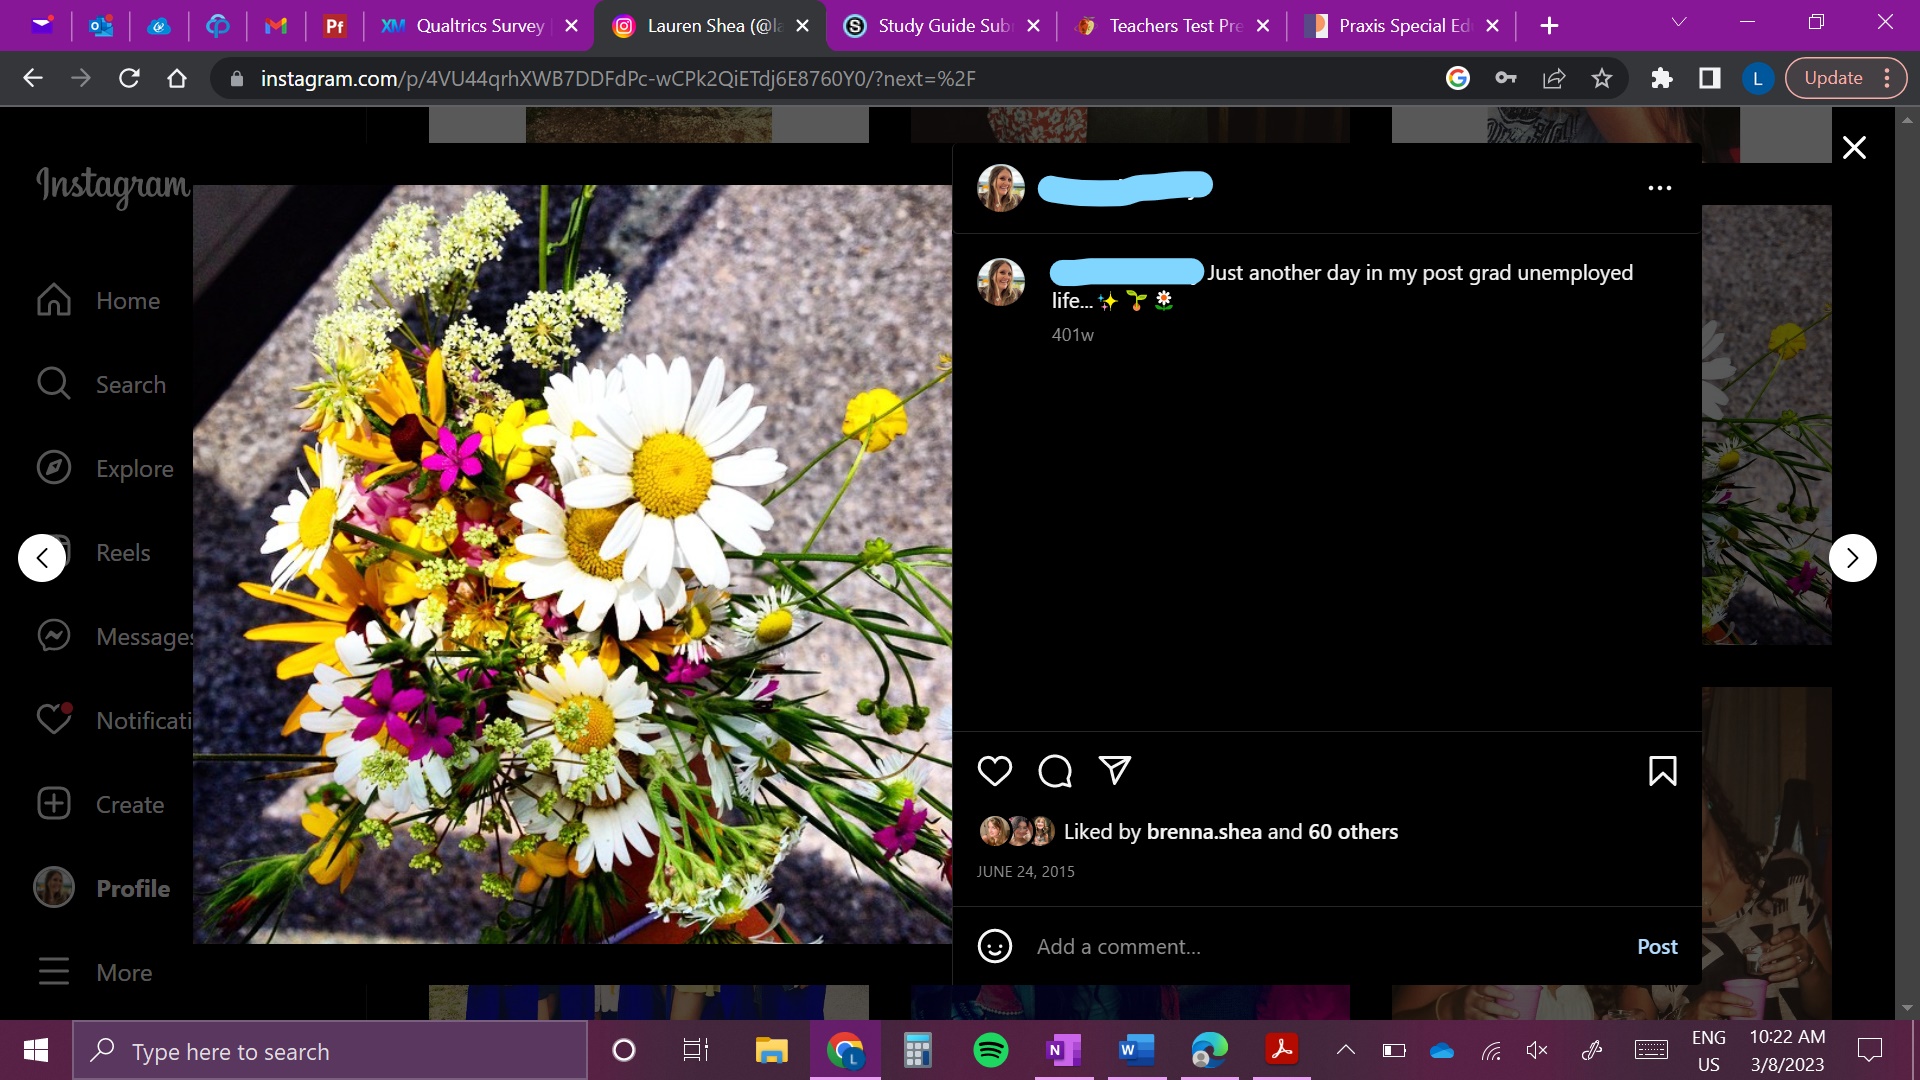 Pf
XM Qualtrics Survey
Lauren Shea (@la
S Study Guide Sub
Teachers Test Pre
Praxis Special Ed
instagram.com/p/4VU44qrhXWB7DDFdPc-wCPk2QiETdj6E8760Y0/?next=%2F
L
Update
Instagram
Home
Search
Explore
Reels
Messages
Notificati
Create
Profile
More
Just another day in my post grad unemployed
life... ✨ 🌱 🌼
401w
Liked by brenna.shea and 60 others
JUNE 24, 2015
Add a comment...
Post
Type here to search
L
N
W
ENG
US
10:22 AM
3/8/2023